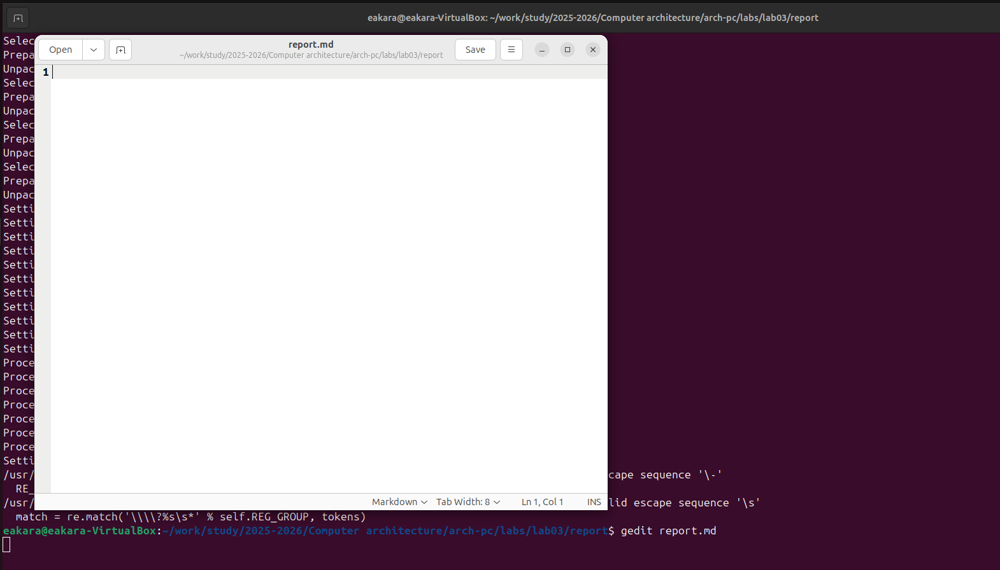 eakara@eakara-VirtualBox: ~/work/study/2025-2026/Computer architecture/arch-pc/labs/lab03/report
Open
report.md
~/work/study/2025-2026/Computer architecture/arch-pc/labs/lab03/report
Save
1
Selec
Prepa
Unpac
Selec
Prepa
Unpac
Selec
Prepa
Unpac
Selec
Prepa
Unpac
Setti
Setti
Setti
Setti
Setti
Setti
Setti
Setti
Setti
Setti
Setti
Proce
Proce
Proce
Proce
Proce
Proce
Proce
Setti
/usr/ cape sequence '\-'
RE_
Markdown Tab Width: 8 Ln 1, Col 1 INS
/usr/ lid escape sequence '\s'
match = re.match('\\\\?%s\s*' % self.REG_GROUP, tokens)
eakara@eakara-VirtualBox:~/work/study/2025-2026/Computer architecture/arch-pc/labs/lab03/report$ gedit report.md